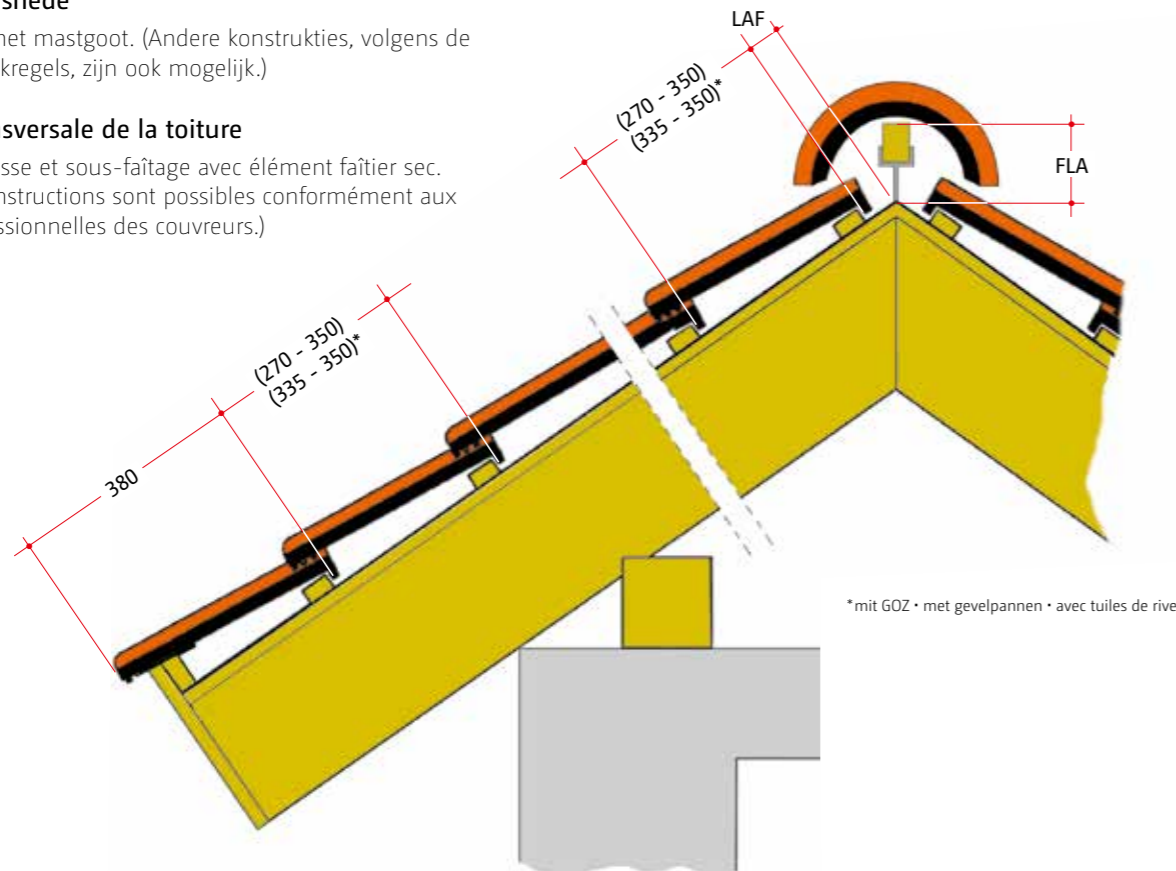 net mastgoot. (Andere konstrukties, volgens de
kregels, zijn ook mogelijk.)
sversale de la toiture
sse et sous-faîtage avec élément faîtier sec.
nstructions sont possibles conformément aux
ssionnelles des couvreurs.)
LAF
(270 - 350)
(335 - 350)*
FLA
(270 - 350)
(335 - 350)*
380
*mit GOZ • met gevelpannen • avec tuiles de rive